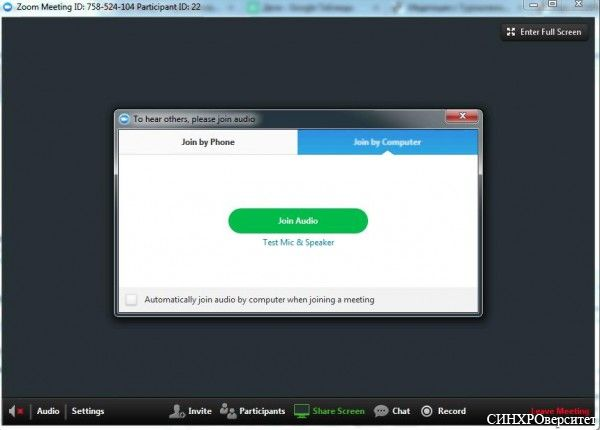 Zoom Meeting ID: 758-524-104 Participant ID: 22
Enter Full Screen
To hear others, please join audio
Join by Phone
Join by Computer
Join Audio
Test Mic & Speaker
Automatically join audio by computer when joining a meeting
Audio
Settings
Invite
Participants
Share Screen
Chat
Record
Leave Meeting
СИНХРОверситет